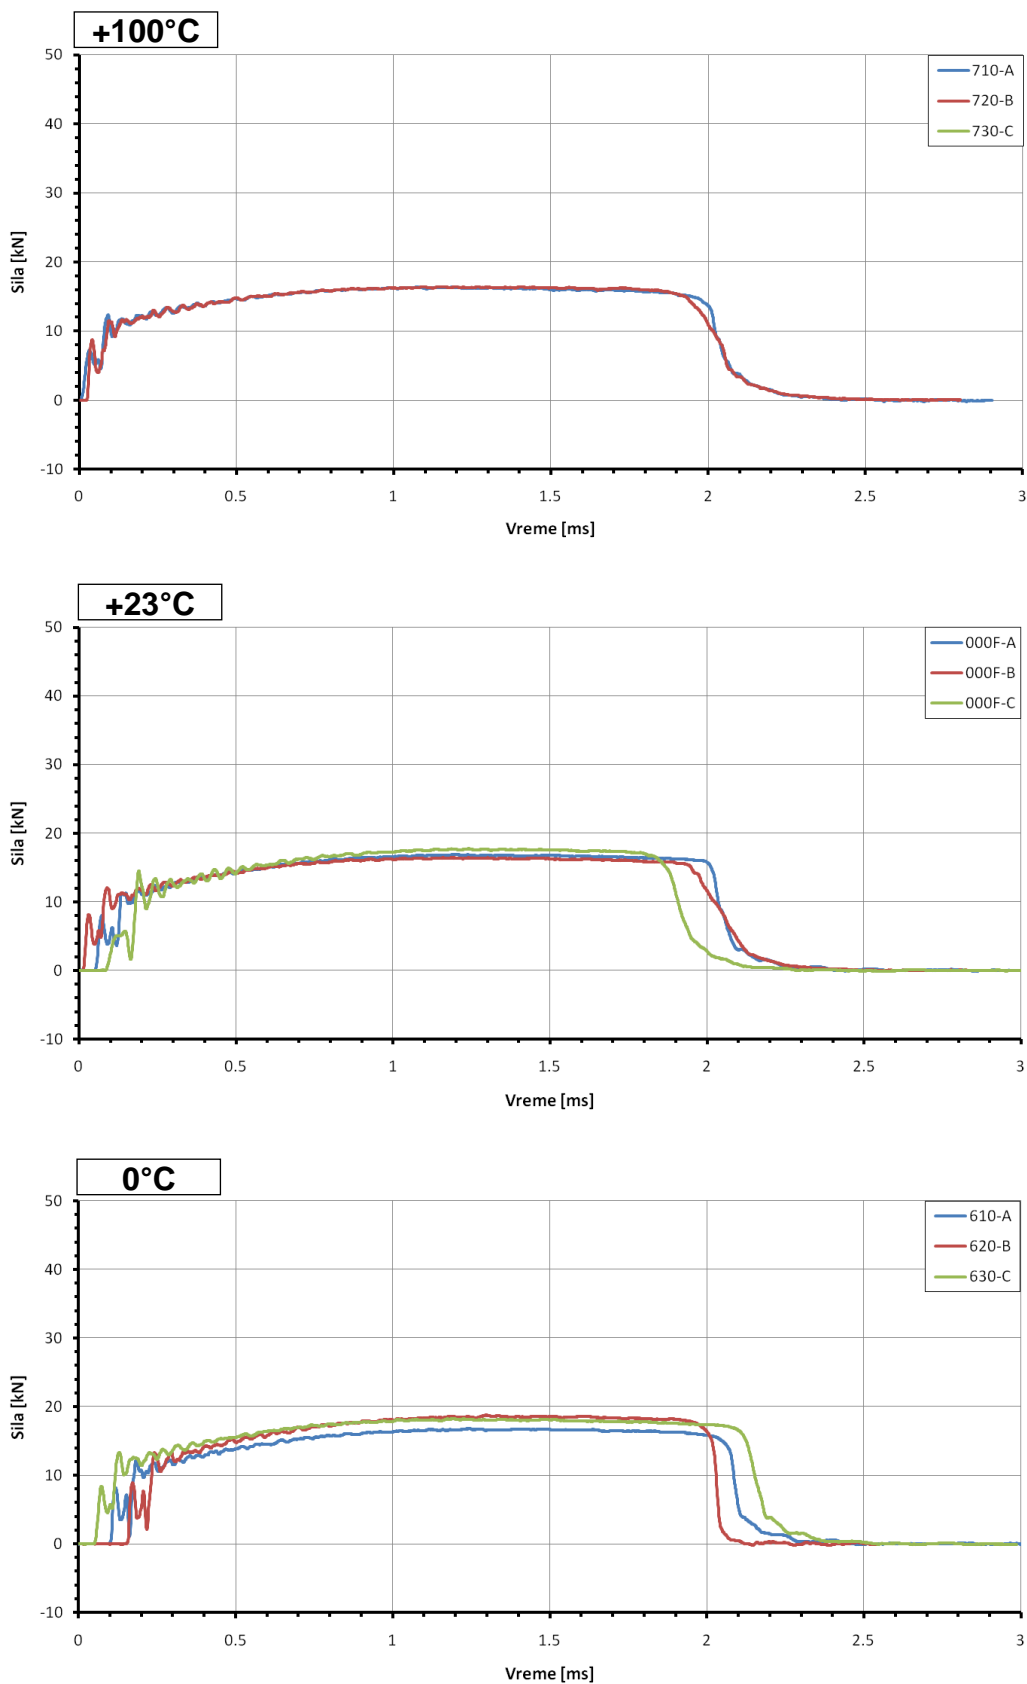 +100°C
50
40
30
20
10
0
-10
Sila [kN]
710-A
720-B
730-C
0 0.5 1 1.5 2 2.5 3
Vreme [ms]
+23°C
50
40
30
20
10
0
-10
Sila [kN]
000F-A
000F-B
000F-C
0 0.5 1 1.5 2 2.5 3
Vreme [ms]
0°C
50
40
30
20
10
0
-10
Sila [kN]
610-A
620-B
630-C
0 0.5 1 1.5 2 2.5 3
Vreme [ms]